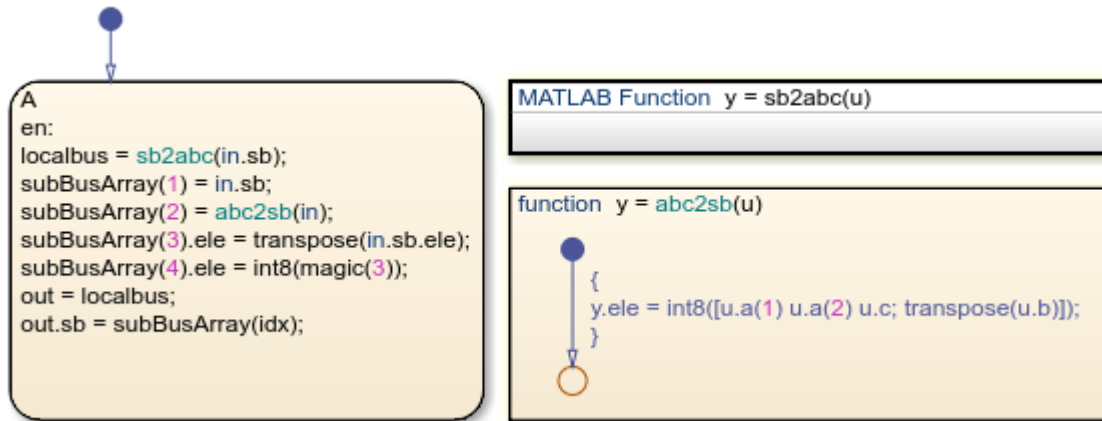 A
en:
localbus = sb2abc(in.sb);
subBusArray(1) = in.sb;
subBusArray(2) = abc2sb(in);
subBusArray(3).ele = transpose(in.sb.ele);
subBusArray(4).ele = int8(magic(3));
out = localbus;
out.sb = subBusArray(idx);
MATLAB Function y = sb2abc(u)
function y = abc2sb(u)
{
y.ele = int8([u.a(1) u.a(2) u.c; transpose(u.b)]);
}